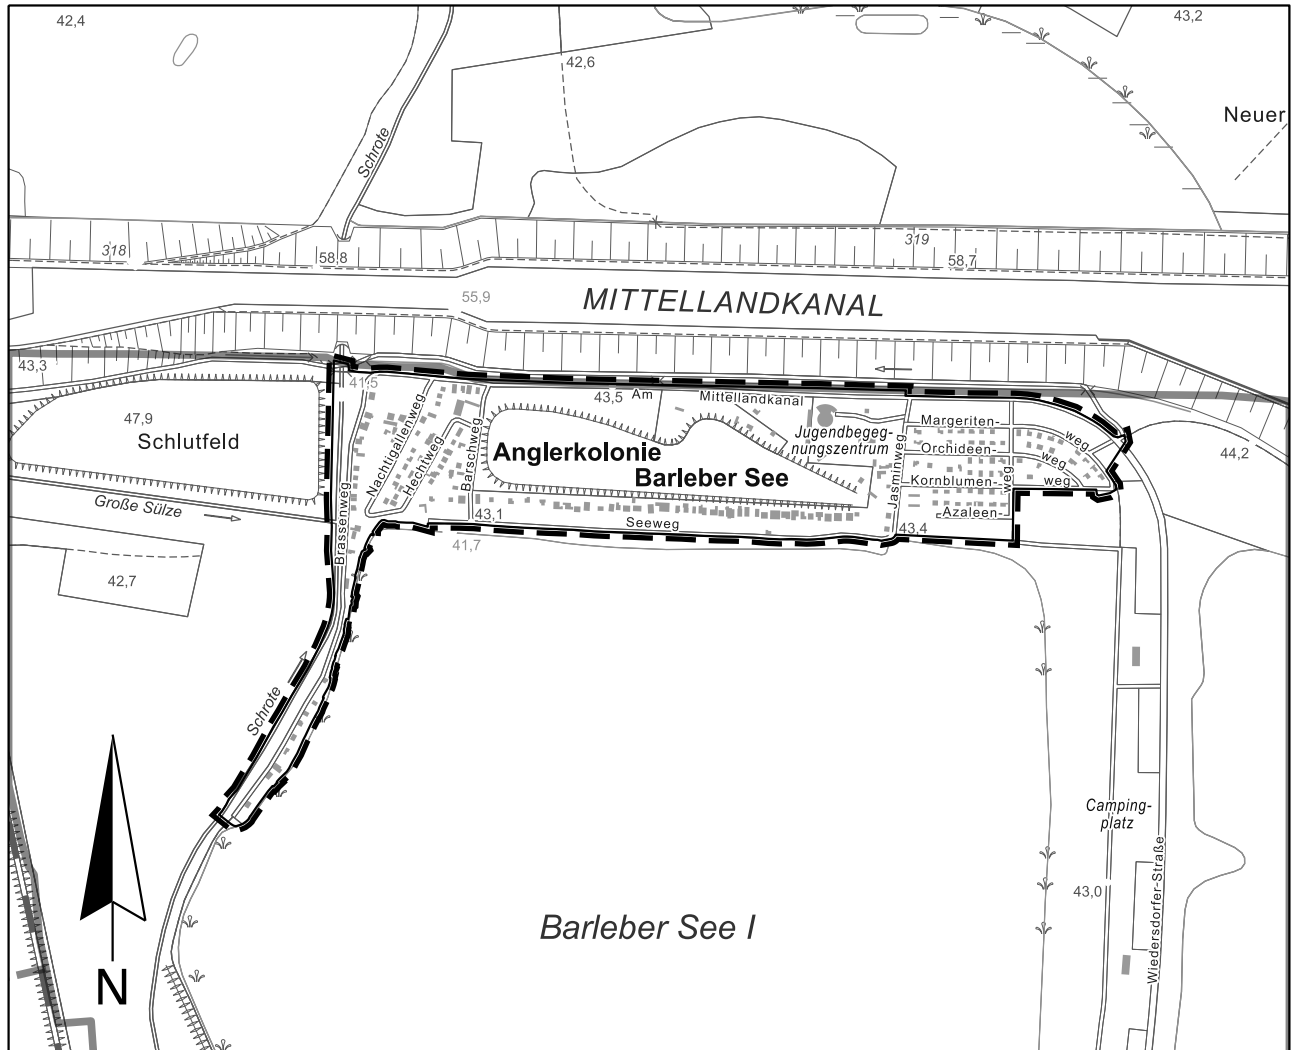 42,4
43,2
42,6
Neuer
Schrote
318
58,8
319
58,7
55,9
MITTELLANDKANAL
43,3
41,5
43,5
Am
Mittellandkanal
47,9
Schlutfeld
Nachtigallenweg
Hechtweg
Barschweg
Anglerkolonie
Barleber See
Jugendbegeg-
nungszentrum
Jasminweg
Margeriten-
weg
Orchideen-
weg
Kornblumen-
weg
Azaleen-
weg
44,2
Große Sülze
Brassenweg
43,1
Seeweg
43,4
41,7
42,7
Schrote
Camping-
platz
43,0
Wiedersdorfer-Straße
Barleber See I
N